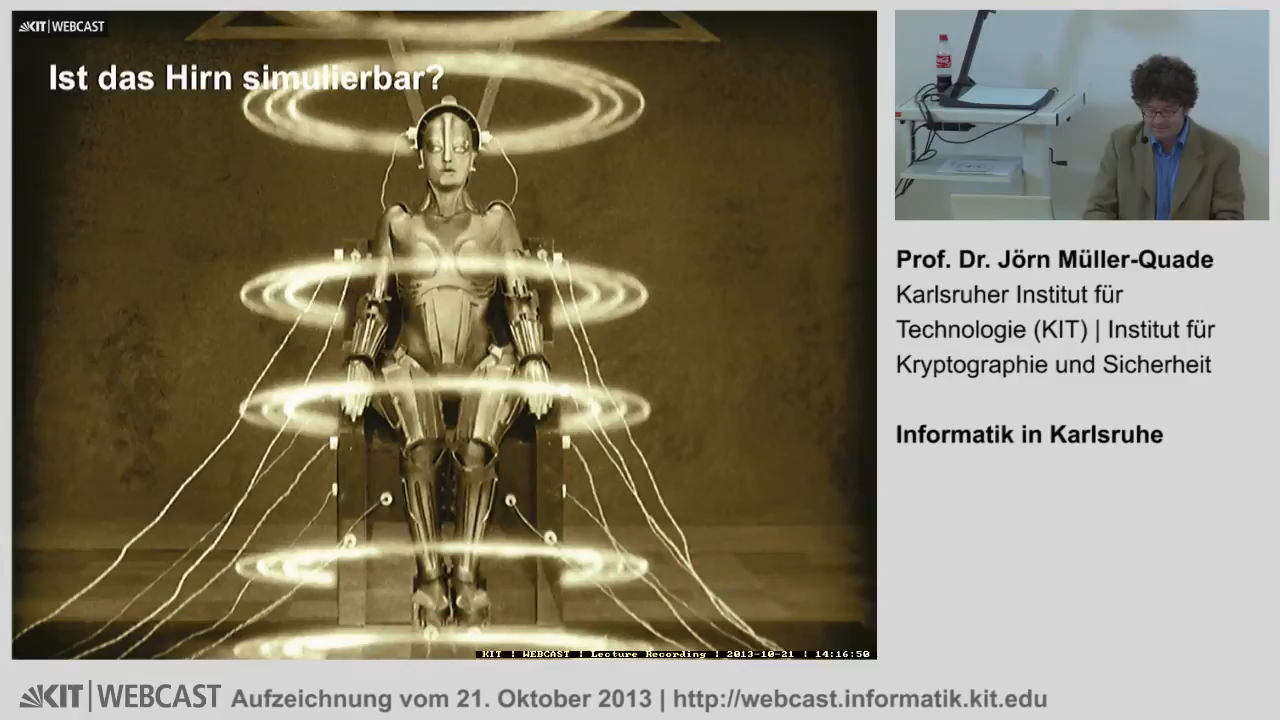 KIT | WEBCAST
Ist das Hirn simulierbar?
Prof. Dr. Jörn Müller-Quade
Karlsruher Institut für
Technologie (KIT) | Institut für
Kryptographie und Sicherheit
Informatik in Karlsruhe
KIT | WEBCAST | Lecture Recording | 2013-10-21 | 14:16:50
KIT | WEBCAST Aufzeichnung vom 21. Oktober 2013 | http://webcast.informatik.kit.edu